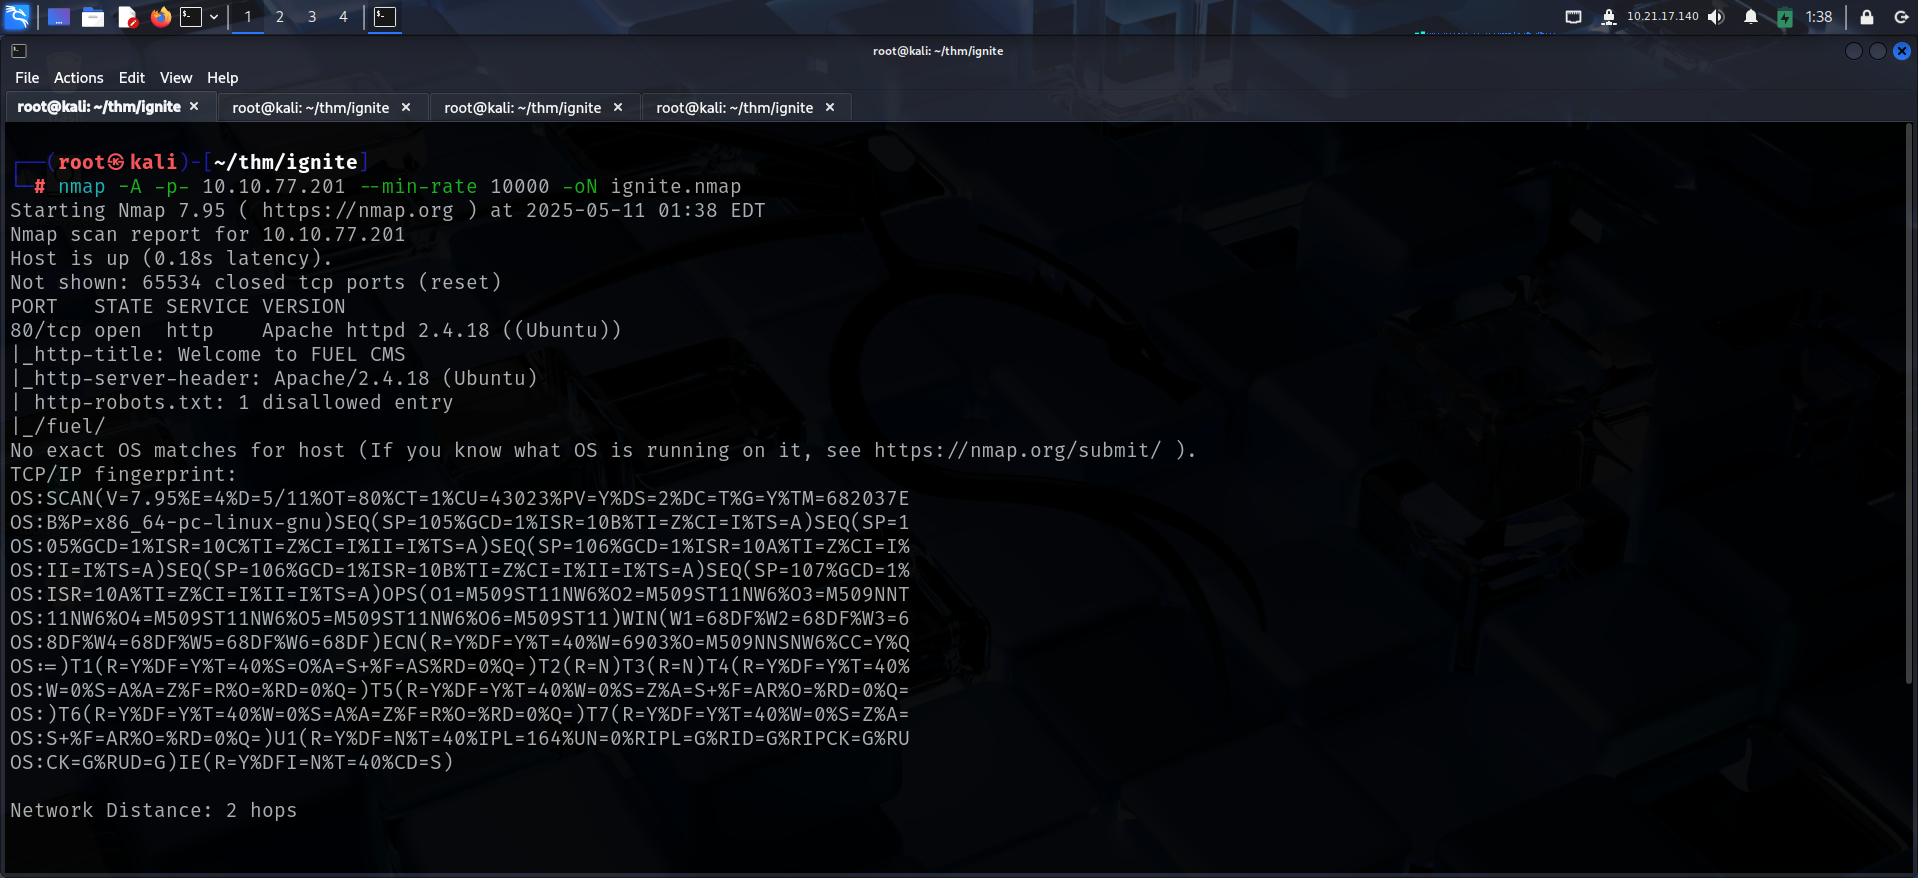 1 2 3 4 10.21.17.140 1:38
root@kali: ~/thm/ignite
File Actions Edit View Help
root@kali: ~/thm/ignite × root@kali: ~/thm/ignite × root@kali: ~/thm/ignite × root@kali: ~/thm/ignite ×
┌──(root㉿kali)-[~/thm/ignite]
└─# nmap -A -p- 10.10.77.201 --min-rate 10000 -oN ignite.nmap
Starting Nmap 7.95 ( https://nmap.org ) at 2025-05-11 01:38 EDT
Nmap scan report for 10.10.77.201
Host is up (0.18s latency).
Not shown: 65534 closed tcp ports (reset)
PORT   STATE SERVICE VERSION
80/tcp open  http    Apache httpd 2.4.18 ((Ubuntu))
|_http-title: Welcome to FUEL CMS
|_http-server-header: Apache/2.4.18 (Ubuntu)
| http-robots.txt: 1 disallowed entry
|_/fuel/
No exact OS matches for host (If you know what OS is running on it, see https://nmap.org/submit/ ).
TCP/IP fingerprint:
OS:SCAN(V=7.95%E=4%D=5/11%OT=80%CT=1%CU=43023%PV=Y%DS=2%DC=T%G=Y%TM=682037E
OS:B%P=x86_64-pc-linux-gnu)SEQ(SP=105%GCD=1%ISR=10B%TI=Z%CI=I%TS=A)SEQ(SP=1
OS:05%GCD=1%ISR=10C%TI=Z%CI=I%II=I%TS=A)SEQ(SP=106%GCD=1%ISR=10A%TI=Z%CI=I%
OS:II=I%TS=A)SEQ(SP=106%GCD=1%ISR=10B%TI=Z%CI=I%II=I%TS=A)SEQ(SP=107%GCD=1%
OS:ISR=10A%TI=Z%CI=I%II=I%TS=A)OPS(O1=M509ST11NW6%O2=M509ST11NW6%O3=M509NNT
OS:11NW6%O4=M509ST11NW6%O5=M509ST11NW6%O6=M509ST11)WIN(W1=68DF%W2=68DF%W3=6
OS:8DF%W4=68DF%W5=68DF%W6=68DF)ECN(R=Y%DF=Y%T=40%W=6903%O=M509NNSNW6%CC=Y%Q
OS:=)T1(R=Y%DF=Y%T=40%S=O%A=S+%F=AS%RD=0%Q=)T2(R=N)T3(R=N)T4(R=Y%DF=Y%T=40%
OS:W=0%S=A%A=Z%F=R%O=%RD=0%Q=)T5(R=Y%DF=Y%T=40%W=0%S=Z%A=S+%F=AR%O=%RD=0%Q=
OS:)T6(R=Y%DF=Y%T=40%W=0%S=A%A=Z%F=R%O=%RD=0%Q=)T7(R=Y%DF=Y%T=40%W=0%S=Z%A=
OS:S+%F=AR%O=%RD=0%Q=)U1(R=Y%DF=N%T=40%IPL=164%UN=0%RIPL=G%RID=G%RIPCK=G%RU
OS:CK=G%RUD=G)IE(R=Y%DFI=N%T=40%CD=S)
Network Distance: 2 hops